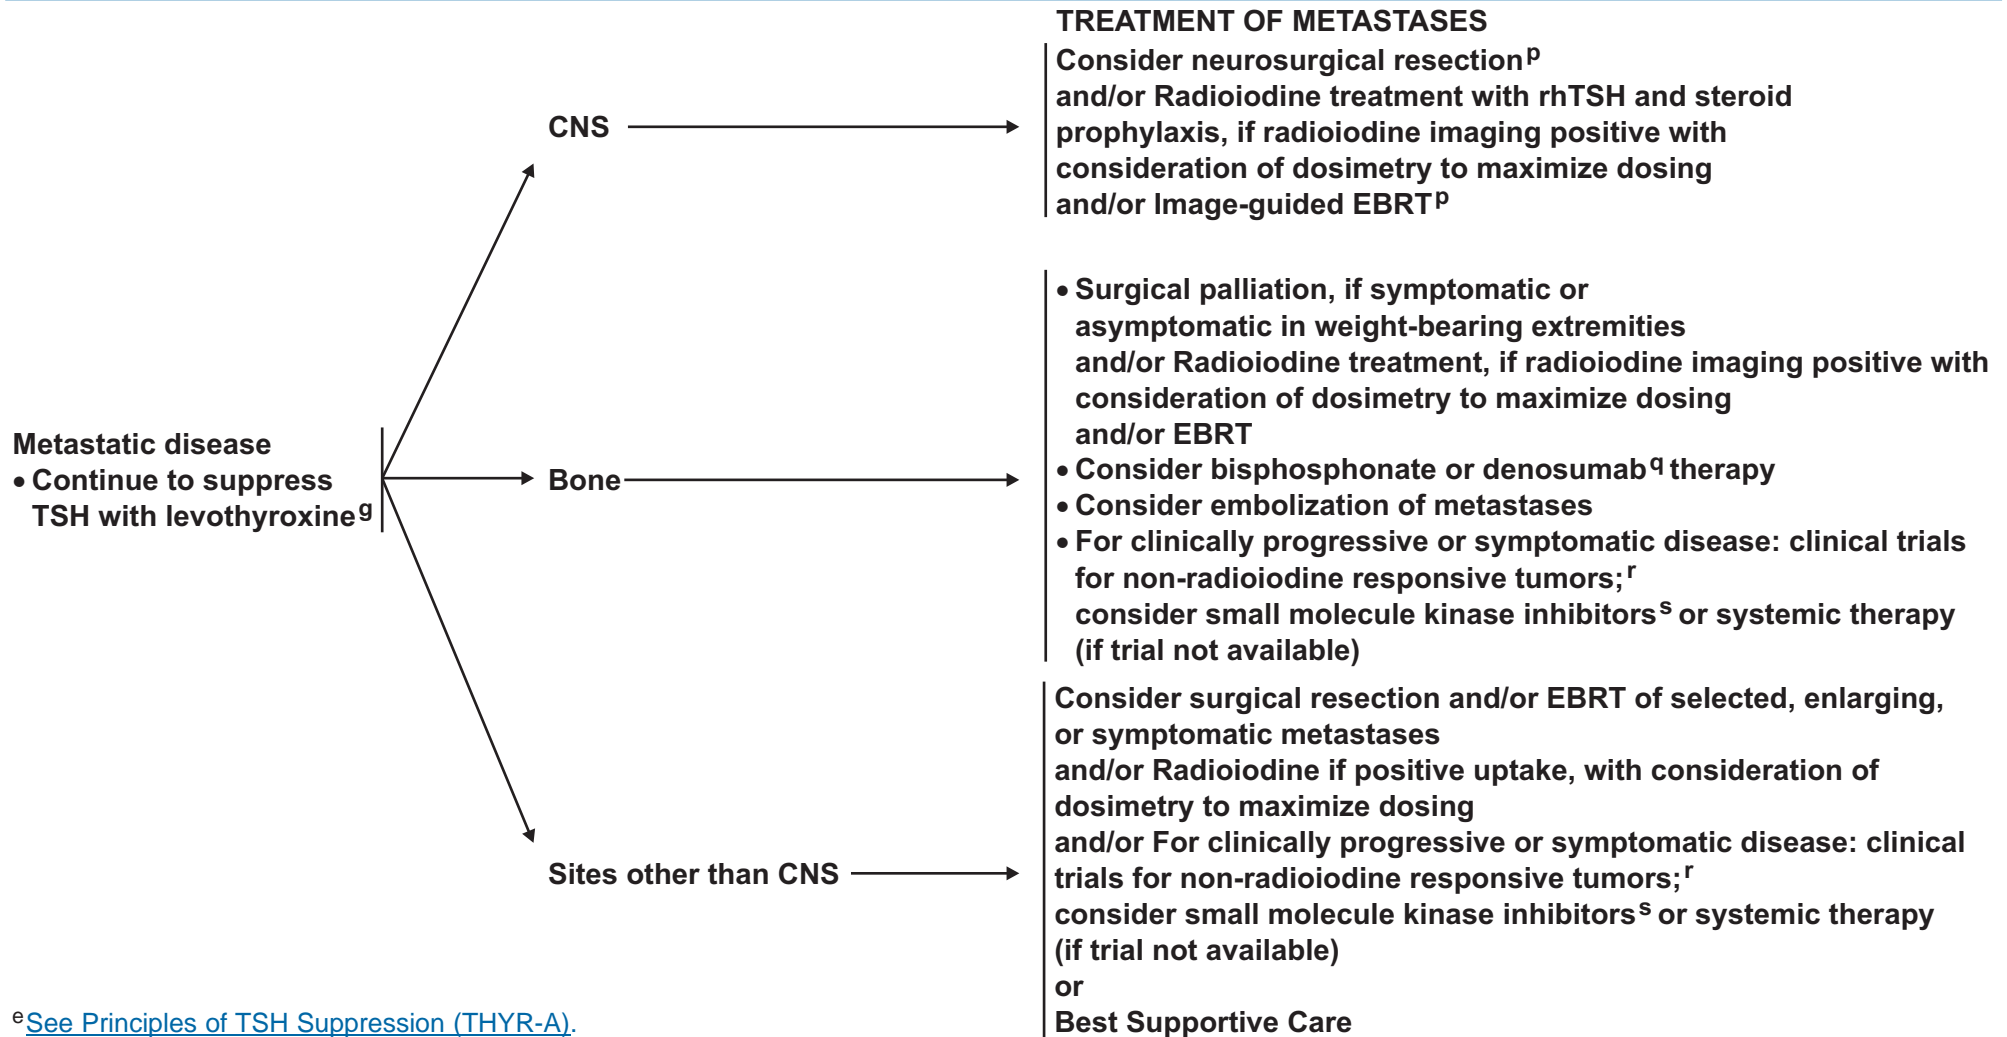 TREATMENT OF METASTASES
Consider neurosurgical resection p
and/or Radioiodine treatment with rhTSH and steroid
prophylaxis, if radioiodine imaging positive with
consideration of dosimetry to maximize dosing
and/or Image-guided EBRT p
CNS
• Surgical palliation, if symptomatic or
asymptomatic in weight-bearing extremities
and/or Radioiodine treatment, if radioiodine imaging positive with
consideration of dosimetry to maximize dosing
and/or EBRT
• Consider bisphosphonate or denosumab q therapy
• Consider embolization of metastases
• For clinically progressive or symptomatic disease: clinical trials
for non-radioiodine responsive tumors; r
consider small molecule kinase inhibitors s or systemic therapy
(if trial not available)
Metastatic disease
• Continue to suppress
TSH with levothyroxine g
Bone
Consider surgical resection and/or EBRT of selected, enlarging,
or symptomatic metastases
and/or Radioiodine if positive uptake, with consideration of
dosimetry to maximize dosing
and/or For clinically progressive or symptomatic disease: clinical
trials for non-radioiodine responsive tumors; r
consider small molecule kinase inhibitors s or systemic therapy
(if trial not available)
or
Best Supportive Care
Sites other than CNS
e See Principles of TSH Suppression (THYR-A).